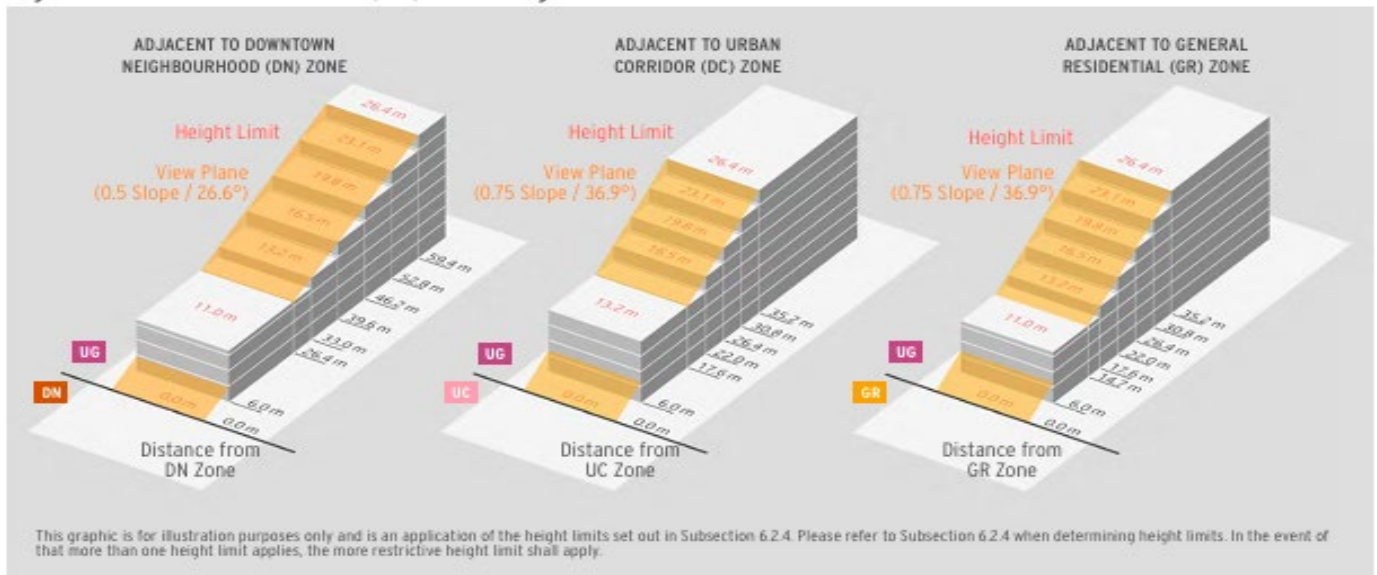 ADJACENT TO DOWNTOWN
NEIGHBOURHOOD (DN) ZONE
Height Limit
View Plane
(0.5 Slope / 26.6°)
26.4 m
23.1 m
19.8 m
16.5 m
13.2 m
11.0 m
0.0 m
59.4 m
52.8 m
46.2 m
39.6 m
33.0 m
26.4 m
6.0 m
0.0 m
UG
DN
Distance from
DN Zone
ADJACENT TO URBAN
CORRIDOR (DC) ZONE
Height Limit
View Plane
(0.75 Slope / 36.9°)
26.4 m
23.1 m
19.8 m
16.5 m
13.2 m
0.0 m
35.2 m
30.8 m
26.4 m
22.0 m
17.6 m
6.0 m
0.0 m
UG
UC
Distance from
UC Zone
ADJACENT TO GENERAL
RESIDENTIAL (GR) ZONE
Height Limit
View Plane
(0.75 Slope / 36.9°)
26.4 m
23.1 m
19.8 m
16.5 m
13.2 m
11.0 m
0.0 m
35.2 m
30.8 m
26.4 m
22.0 m
17.6 m
14.7 m
6.0 m
0.0 m
UG
GR
Distance from
GR Zone
This graphic is for illustration purposes only and is an application of the height limits set out in Subsection 6.2.4. Please refer to Subsection 6.2.4 when determining height limits. In the event of
that more than one height limit applies, the more restrictive height limit shall apply.